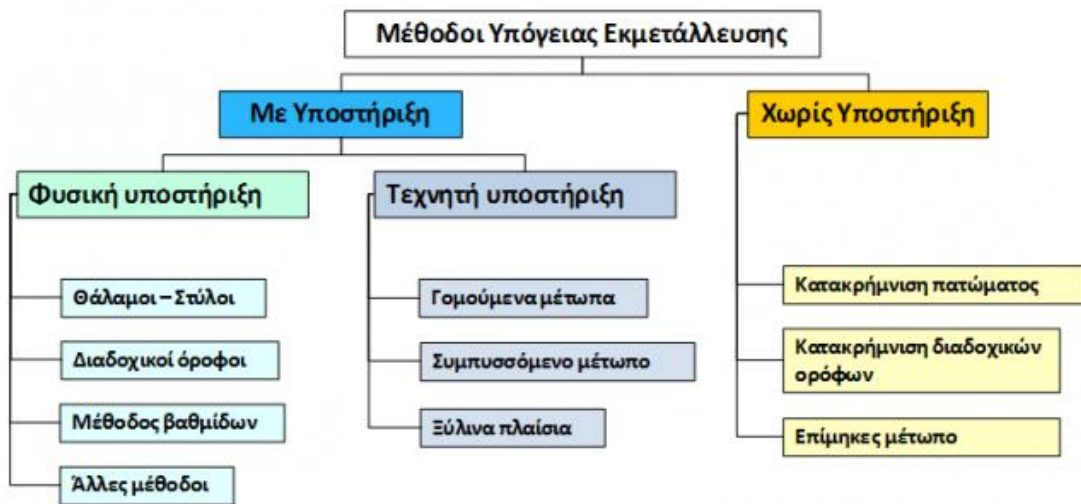 Μέθοδοι Υπόγειας Εκμετάλλευσης
Με Υποστήριξη
Χωρίς Υποστήριξη
Φυσική υποστήριξη
Τεχνητή υποστήριξη
Θάλαμοι – Στύλοι
Διαδοχικοί όροφοι
Μέθοδος βαθμίδων
Άλλες μέθοδοι
Γομούμενα μέτωπα
Συμπυσσόμενο μέτωπο
Ξύλινα πλαίσια
Κατακρήμνιση πατώματος
Κατακρήμνιση διαδοχικών
ορόφων
Επίμηκες μέτωπο